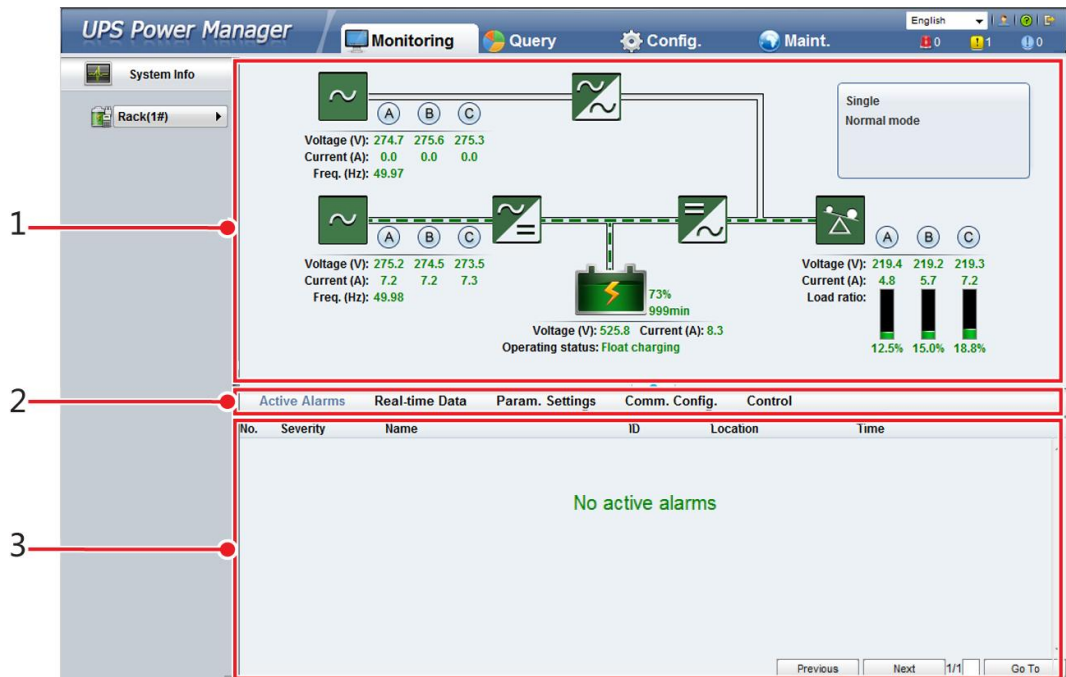 UPS Power Manager Monitoring Query Config. Maint. English
0 1 0
System Info
Rack(1#)
Single
Normal mode
A B C
Voltage (V): 274.7 275.6 275.3
Current (A): 0.0 0.0 0.0
Freq. (Hz): 49.97
1
A B C
Voltage (V): 275.2 274.5 273.5
Current (A): 7.2 7.2 7.3
Freq. (Hz): 49.98
73%
999min
Voltage (V): 525.8 Current (A): 8.3
Operating status: Float charging
A B C
Voltage (V): 219.4 219.2 219.3
Current (A): 4.8 5.7 7.2
Load ratio:
12.5% 15.0% 18.8%
2
Active Alarms Real-time Data Param. Settings Comm. Config. Control
No. Severity Name ID Location Time
No active alarms
3
Previous Next 1/1 Go To